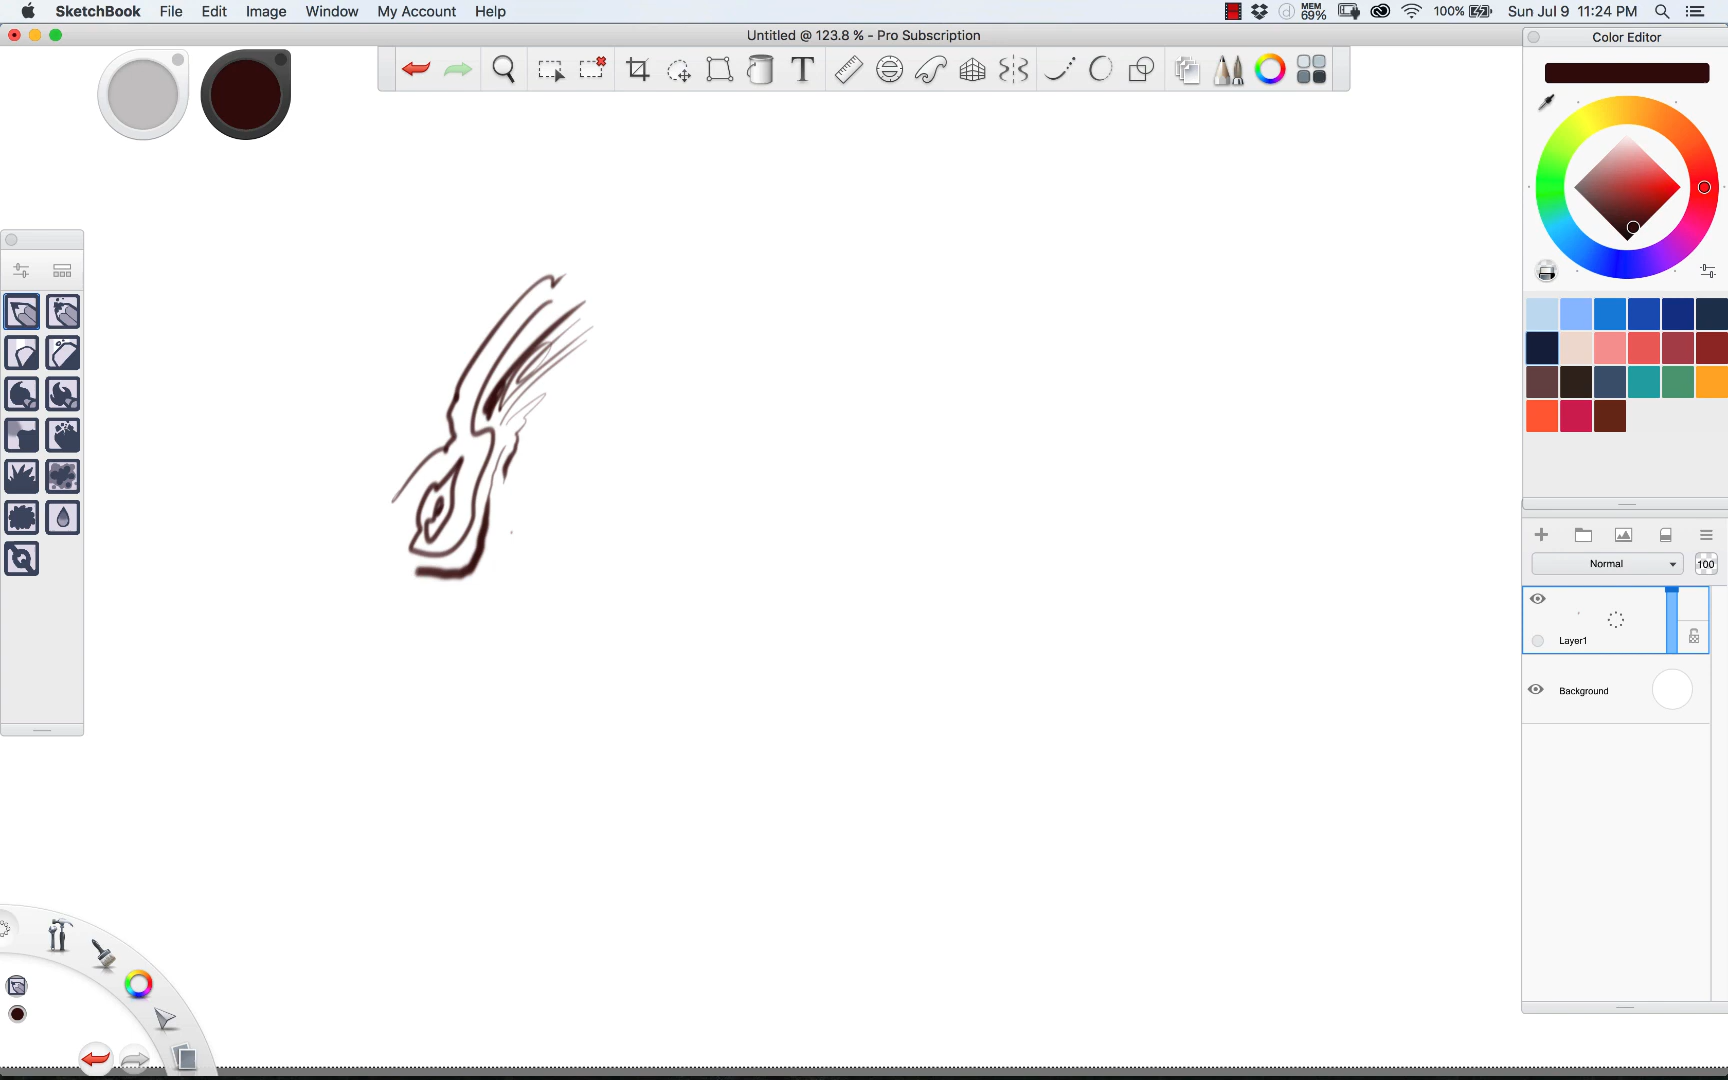 SketchBook File Edit Image Window My Account Help MEM 69% 100% Sun Jul 9 11:24 PM
Untitled @ 123.8 % - Pro Subscription
Color Editor
T
Normal 100
Layer1
Background